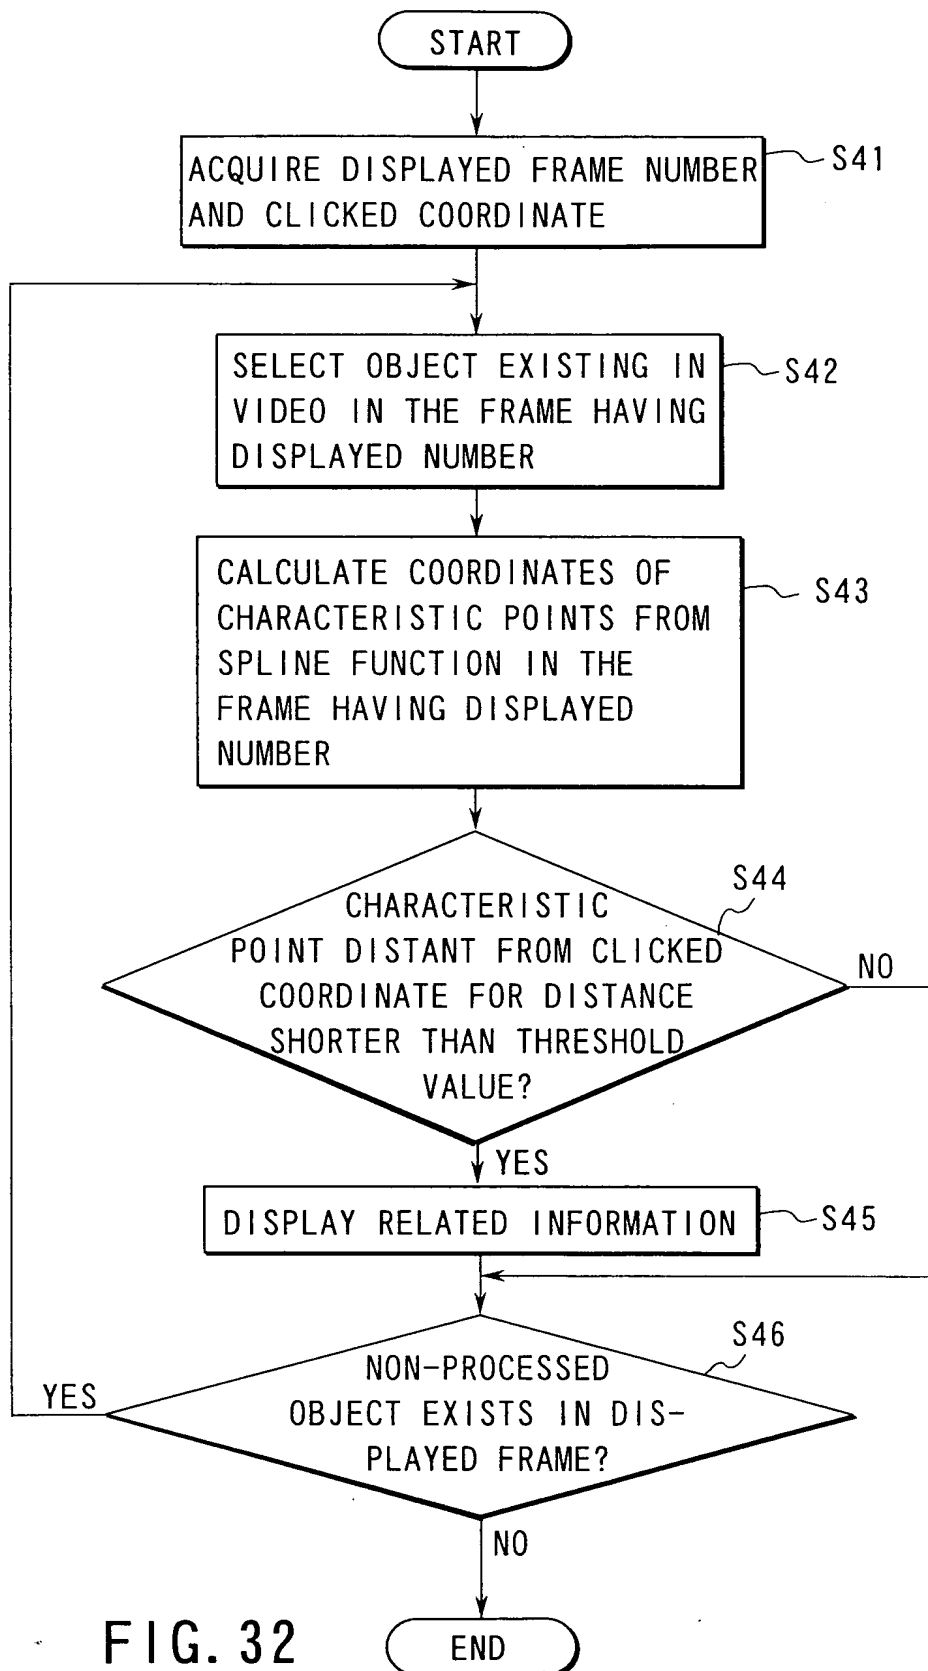 START
ACQUIRE DISPLAYED FRAME NUMBER
AND CLICKED COORDINATE
S41
SELECT OBJECT EXISTING IN
VIDEO IN THE FRAME HAVING
DISPLAYED NUMBER
S42
CALCULATE COORDINATES OF
CHARACTERISTIC POINTS FROM
SPLINE FUNCTION IN THE
FRAME HAVING DISPLAYED
NUMBER
S43
CHARACTERISTIC
POINT DISTANT FROM CLICKED
COORDINATE FOR DISTANCE
SHORTER THAN THRESHOLD
VALUE?
S44
NO
YES
DISPLAY RELATED INFORMATION
S45
NON-PROCESSED
OBJECT EXISTS IN DIS-
PLAYED FRAME?
S46
YES
NO
END
FIG. 32